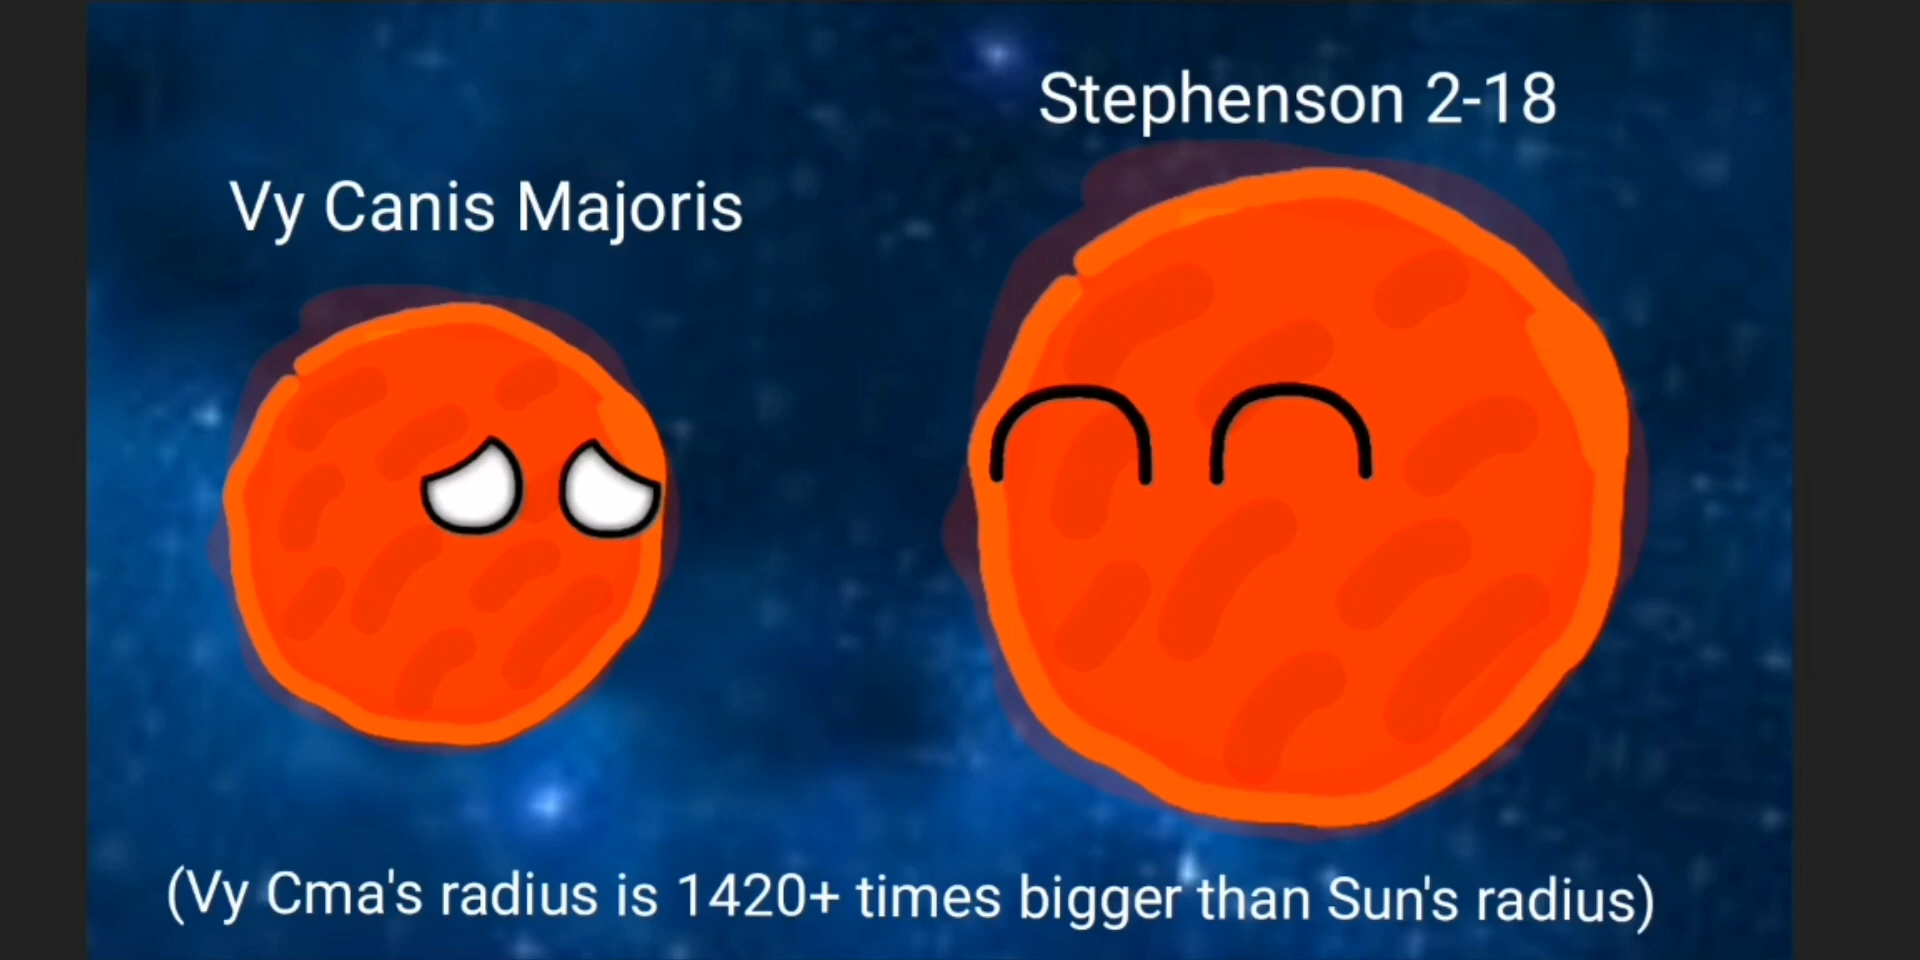 Stephenson 2-18
Vy Canis Majoris
(Vy Cma's radius is 1420+ times bigger than Sun's radius)